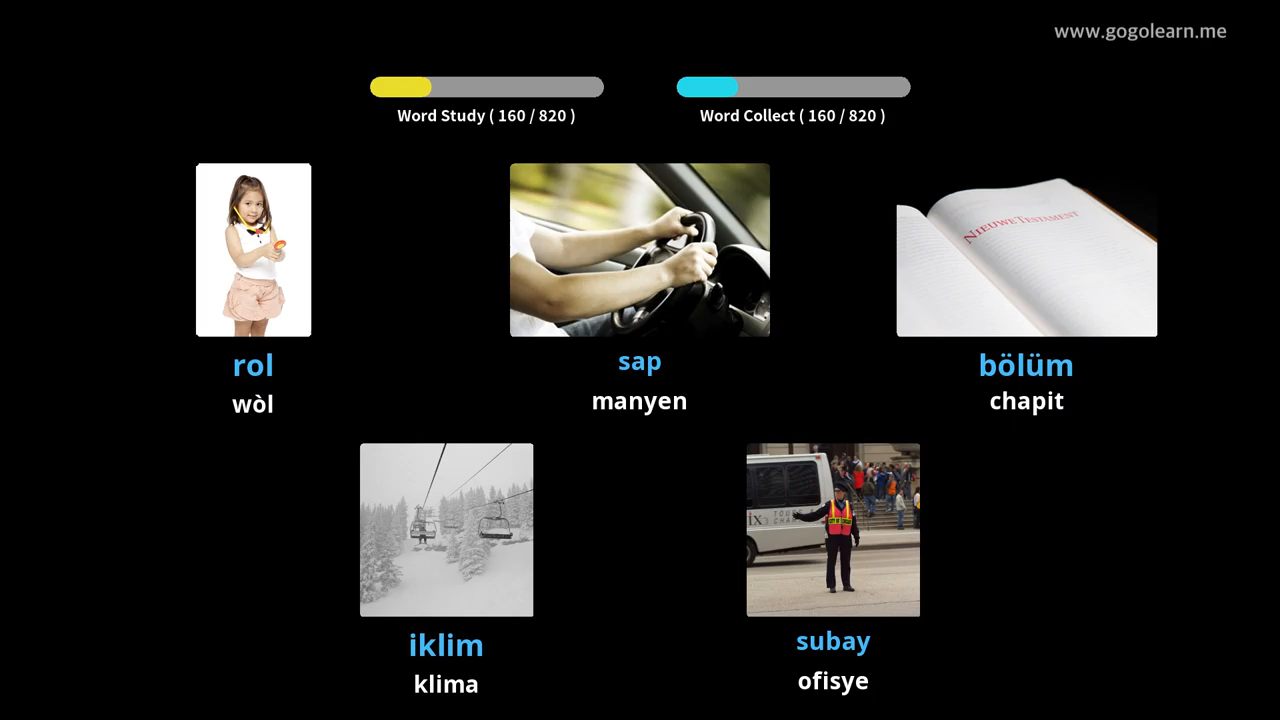 www.gogolearn.me
Word Study ( 160 / 820 )
Word Collect ( 160 / 820 )
NIEUWE TESTAMENT
rol
sap
bölüm
wòl
manyen
chapit
iklim
subay
klima
ofisye